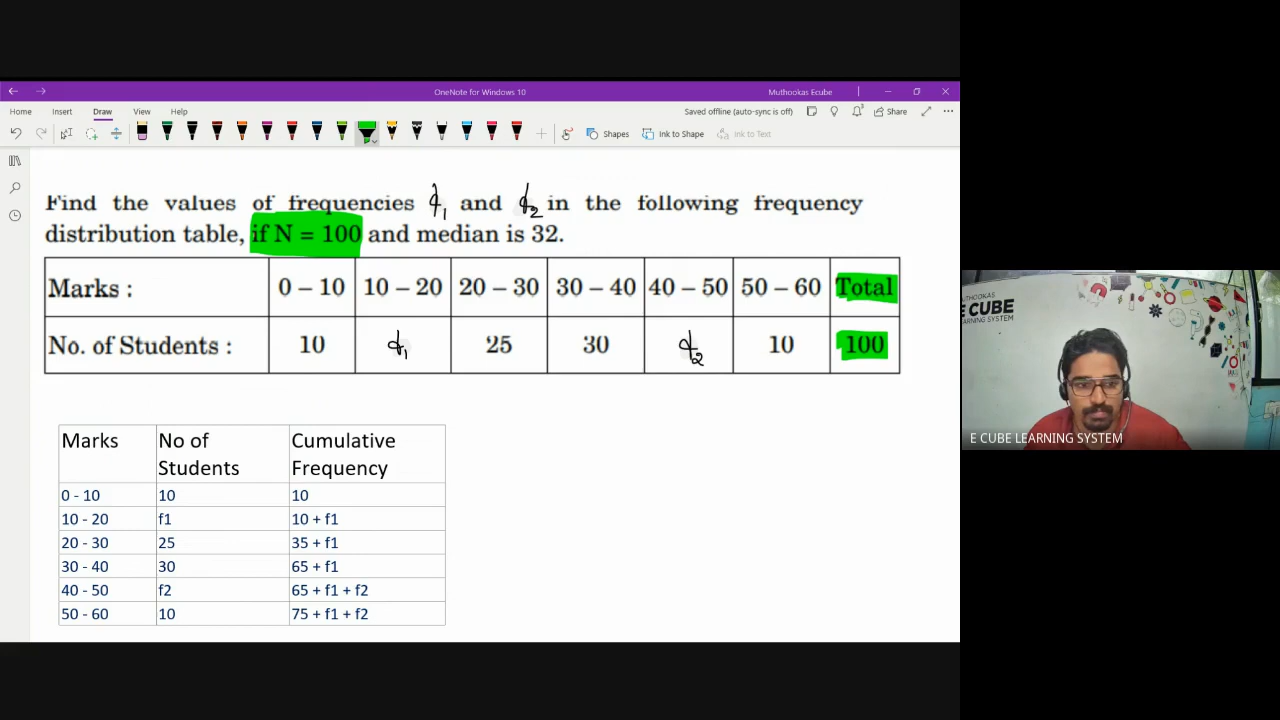 OneNote for Windows 10
Muthookas Ecube
Home Insert Draw View Help
Saved offline (auto-sync is off)
Share
Shapes
Ink to Shape
Ink to Text
Find the values of frequencies f1 and f2 in the following frequency
distribution table, if N = 100 and median is 32.
Marks : 0 – 10 10 – 20 20 – 30 30 – 40 40 – 50 50 – 60 Total
No. of Students : 10 f1 25 30 f2 10 100
Marks No of Students Cumulative Frequency
0 - 10 10 10
10 - 20 f1 10 + f1
20 - 30 25 35 + f1
30 - 40 30 65 + f1
40 - 50 f2 65 + f1 + f2
50 - 60 10 75 + f1 + f2
E CUBE
LEARNING SYSTEM
E CUBE LEARNING SYSTEM